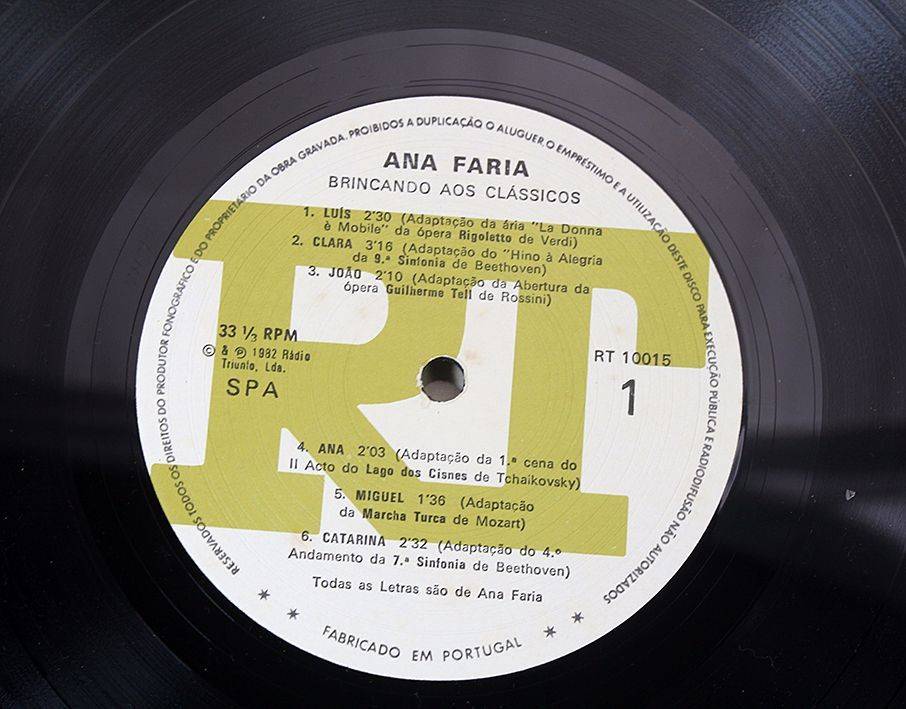 RESERVADOS TODOS OS DIREITOS DO PRODUTOR FONOGRÁFICO E DO PROPRIETÁRIO DA OBRA GRAVADA. PROIBIDOS A DUPLICAÇÃO O ALUGUER, O EMPRÉSTIMO E A UTILIZAÇÃO DESTE DISCO PARA EXECUÇÃO PÚBLICA E RADIODIFUSÃO NÃO AUTORIZADOS
ANA FARIA
BRINCANDO AOS CLÁSSICOS
1. LUÍS 2'30 (Adaptação da ária "La Donna
è Mobile" da ópera Rigoletto de Verdi)
2. CLARA 3'16 (Adaptação do "Hino à Alegria
da 9.ª Sinfonia de Beethoven)
3. JOÃO 2'10 (Adaptação da Abertura da
ópera Guilherme Tell de Rossini)
33 ⅓ RPM
© & ℗ 1982 Rádio
Triunfo, Lda.
SPA
RT 10015
1
RT
4. ANA 2'03 (Adaptação da 1.ª cena do
II Acto do Lago dos Cisnes de Tchaikovsky)
5. MIGUEL 1'36 (Adaptação
da Marcha Turca de Mozart)
6. CATARINA 2'32 (Adaptação do 4.º
Andamento da 7.ª Sinfonia de Beethoven)
Todas as Letras são de Ana Faria
* * FABRICADO EM PORTUGAL * *